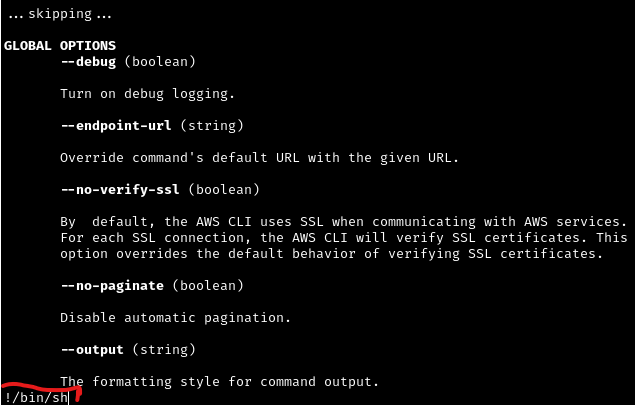 ...skipping...
GLOBAL OPTIONS
--debug (boolean)
Turn on debug logging.
--endpoint-url (string)
Override command's default URL with the given URL.
--no-verify-ssl (boolean)
By  default, the AWS CLI uses SSL when communicating with AWS services.
For each SSL connection, the AWS CLI will verify SSL certificates. This
option overrides the default behavior of verifying SSL certificates.
--no-paginate (boolean)
Disable automatic pagination.
--output (string)
The formatting style for command output.
!/bin/sh